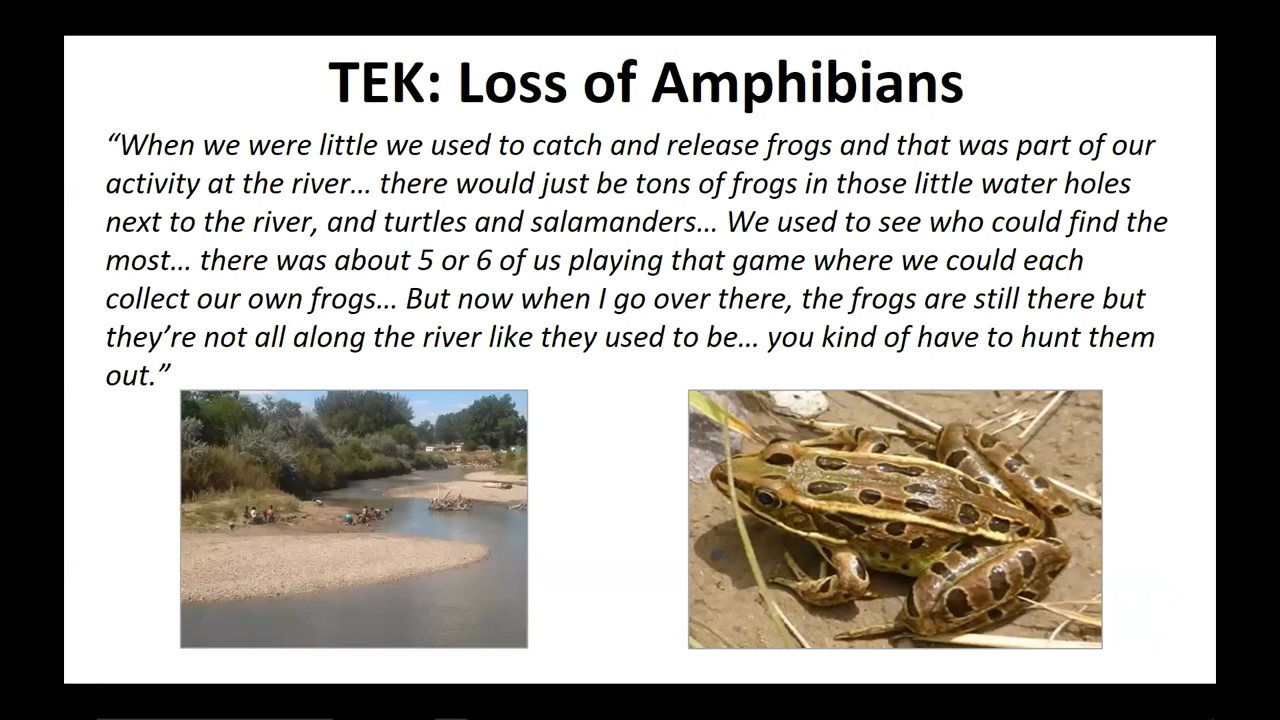 TEK: Loss of Amphibians
“When we were little we used to catch and release frogs and that was part of our
activity at the river... there would just be tons of frogs in those little water holes
next to the river, and turtles and salamanders... We used to see who could find the
most... there was about 5 or 6 of us playing that game where we could each
collect our own frogs... But now when I go over there, the frogs are still there but
they’re not all along the river like they used to be... you kind of have to hunt them
out.”